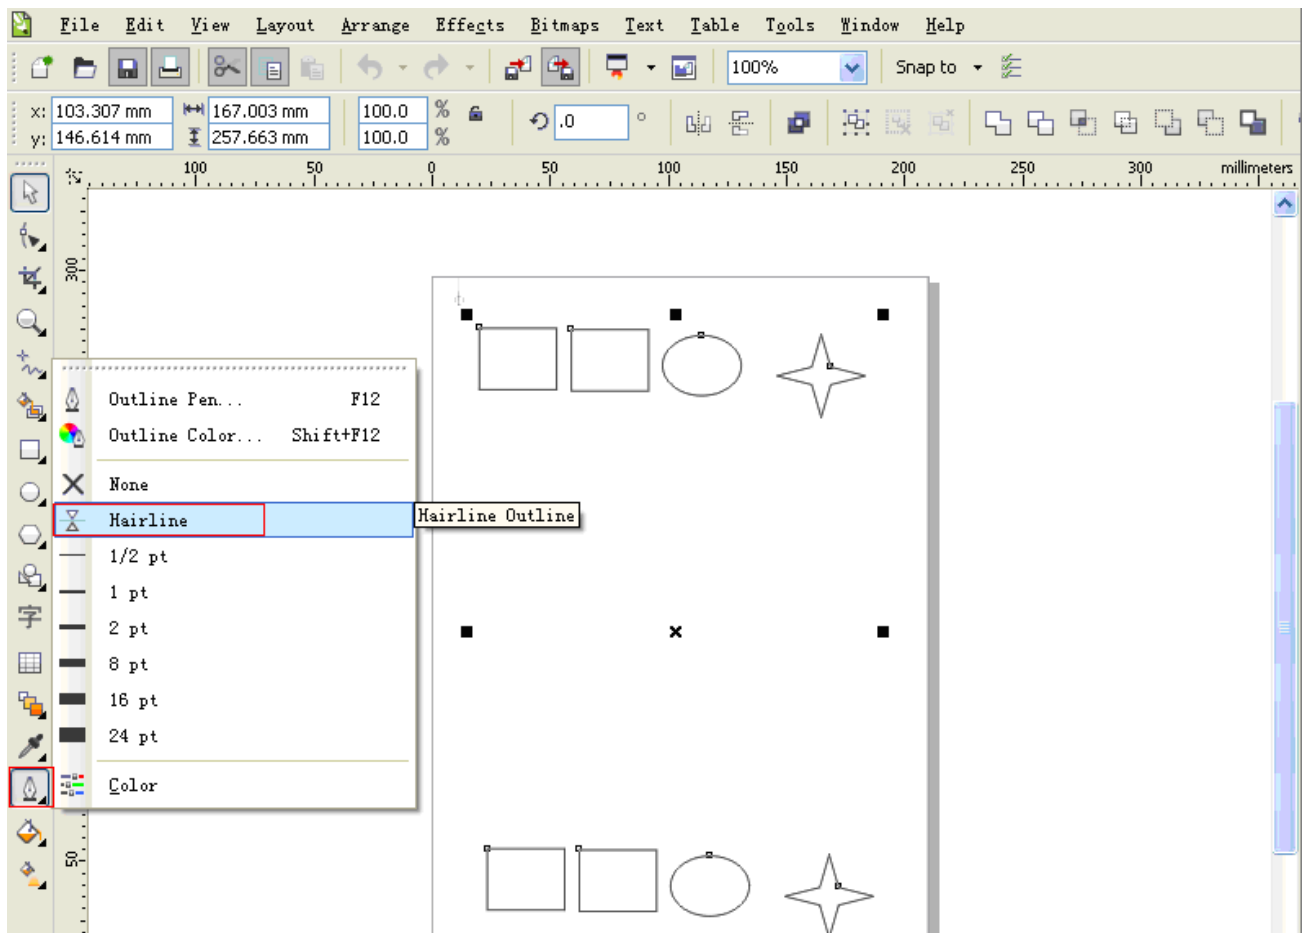 File Edit View Layout Arrange Effects Bitmaps Text Table Tools Window Help
100% Snap to
x: 103.307 mm 167.003 mm 100.0 % .0 °
y: 146.614 mm 257.663 mm 100.0 %
100 50 0 50 100 150 200 250 300 millimeters
300
Outline Pen... F12
Outline Color... Shift+F12
None
Hairline
Hairline Outline
1/2 pt
1 pt
字
2 pt
8 pt
16 pt
24 pt
Color
50